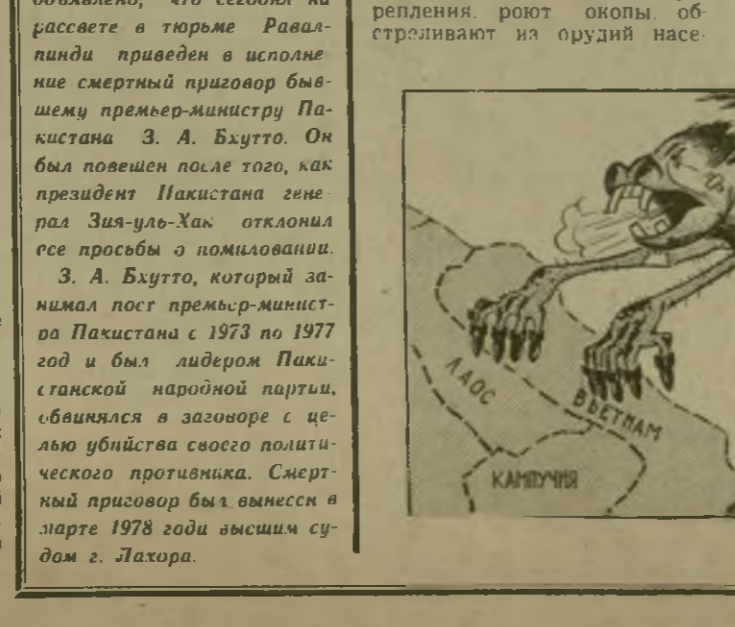 объявлено, что сегодня на
рассвете в тюрьме Равал-
пинди приведен в исполне
ние смертный приговор быв-
шему премьер-министру Па-
кистана З. А. Бхутто. Он
был повешен после того, как
президент Пакистана гене-
рал Зия-уль-Хак отклонил
все просьбы о помиловании.
З. А. Бхутто, который за-
нимал пост премьер-минист-
ра Пакистана с 1973 по 1977
год и был лидером Паки-
станской народной партии,
обвинялся в заговоре с це-
лью убийства своего полити-
ческого противника. Смерт-
ный приговор был вынесен в
марте 1978 года высшим су-
дом г. Лахора.
репления, роют окопы, об-
стреливают из орудий насе-
ЛАОС
ВЬЕТНАМ
КАМПУЧИЯ